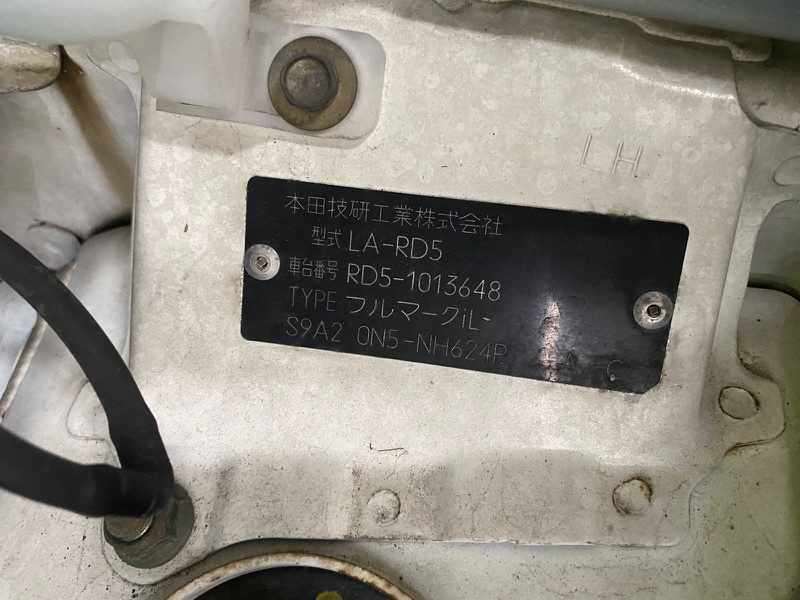 LH
本田技研工業株式会社
型式 LA-RD5
車台番号 RD5-1013648
TYPE フルマークiL-
S9A2 0N5-NH624P A C